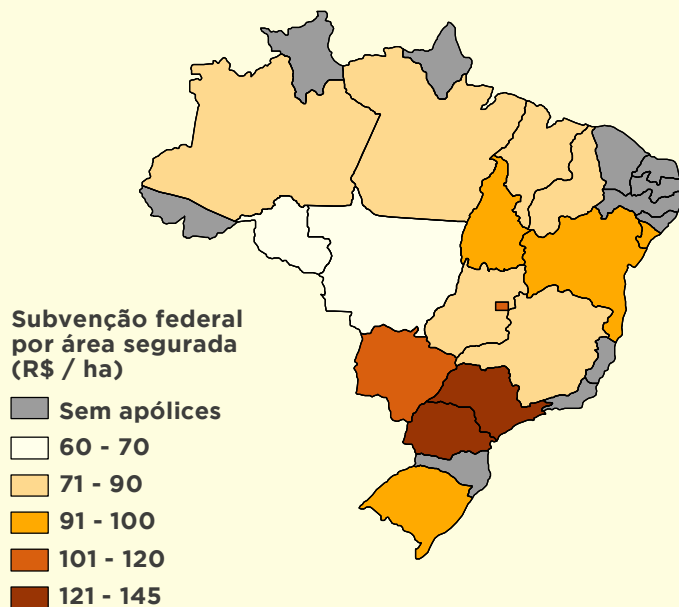 Subvenção federal
por área segurada
(R$ / ha)
Sem apólices
60 - 70
71 - 90
91 - 100
101 - 120
121 - 145